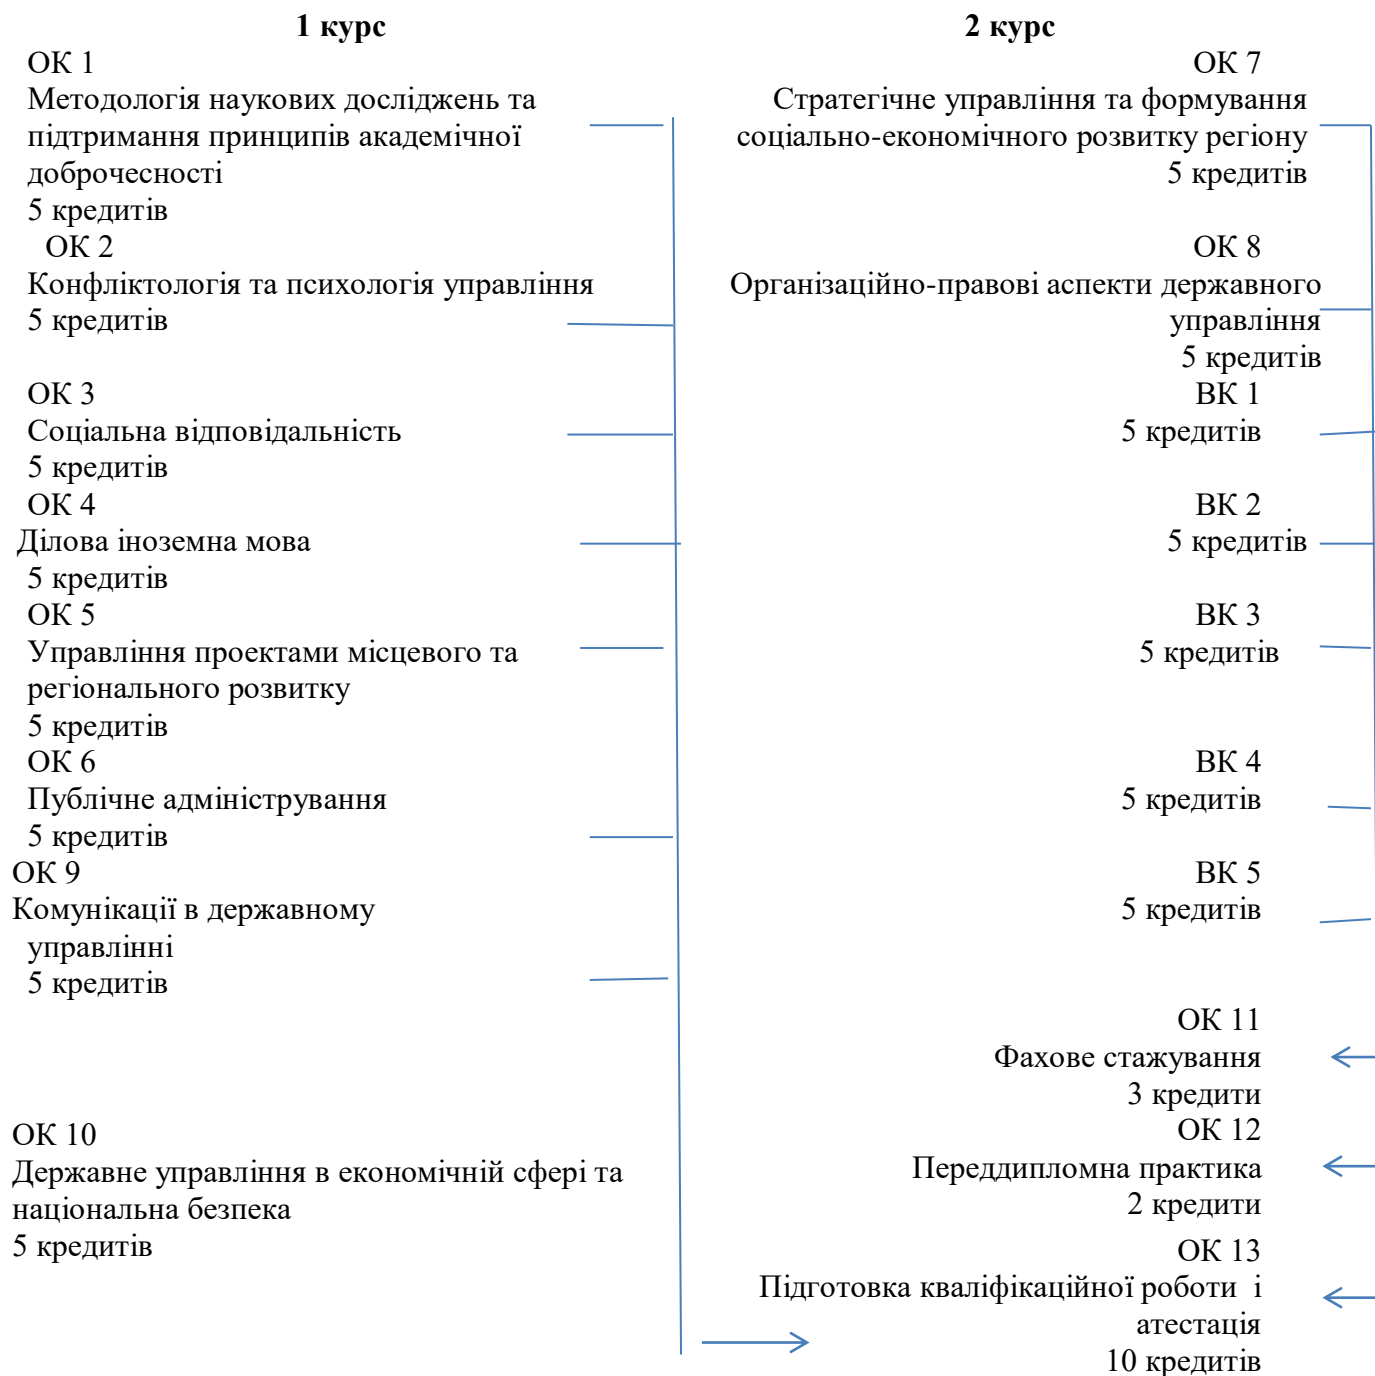 1 курс
ОК 1
Методологія наукових досліджень та
підтримання принципів академічної
доброчесності
5 кредитів
ОК 2
Конфліктологія та психологія управління
5 кредитів
ОК 3
Соціальна відповідальність
5 кредитів
ОК 4
Ділова іноземна мова
5 кредитів
ОК 5
Управління проектами місцевого та
регіонального розвитку
5 кредитів
ОК 6
Публічне адміністрування
5 кредитів
ОК 9
Комунікації в державному
управлінні
5 кредитів
ОК 10
Державне управління в економічній сфері та
національна безпека
5 кредитів
2 курс
ОК 7
Стратегічне управління та формування
соціально-економічного розвитку регіону
5 кредитів
ОК 8
Організаційно-правові аспекти державного
управління
5 кредитів
ВК 1
5 кредитів
ВК 2
5 кредитів
ВК 3
5 кредитів
ВК 4
5 кредитів
ВК 5
5 кредитів
ОК 11
Фахове стажування
3 кредити
ОК 12
Переддипломна практика
2 кредити
ОК 13
Підготовка кваліфікаційної роботи і
атестація
10 кредитів